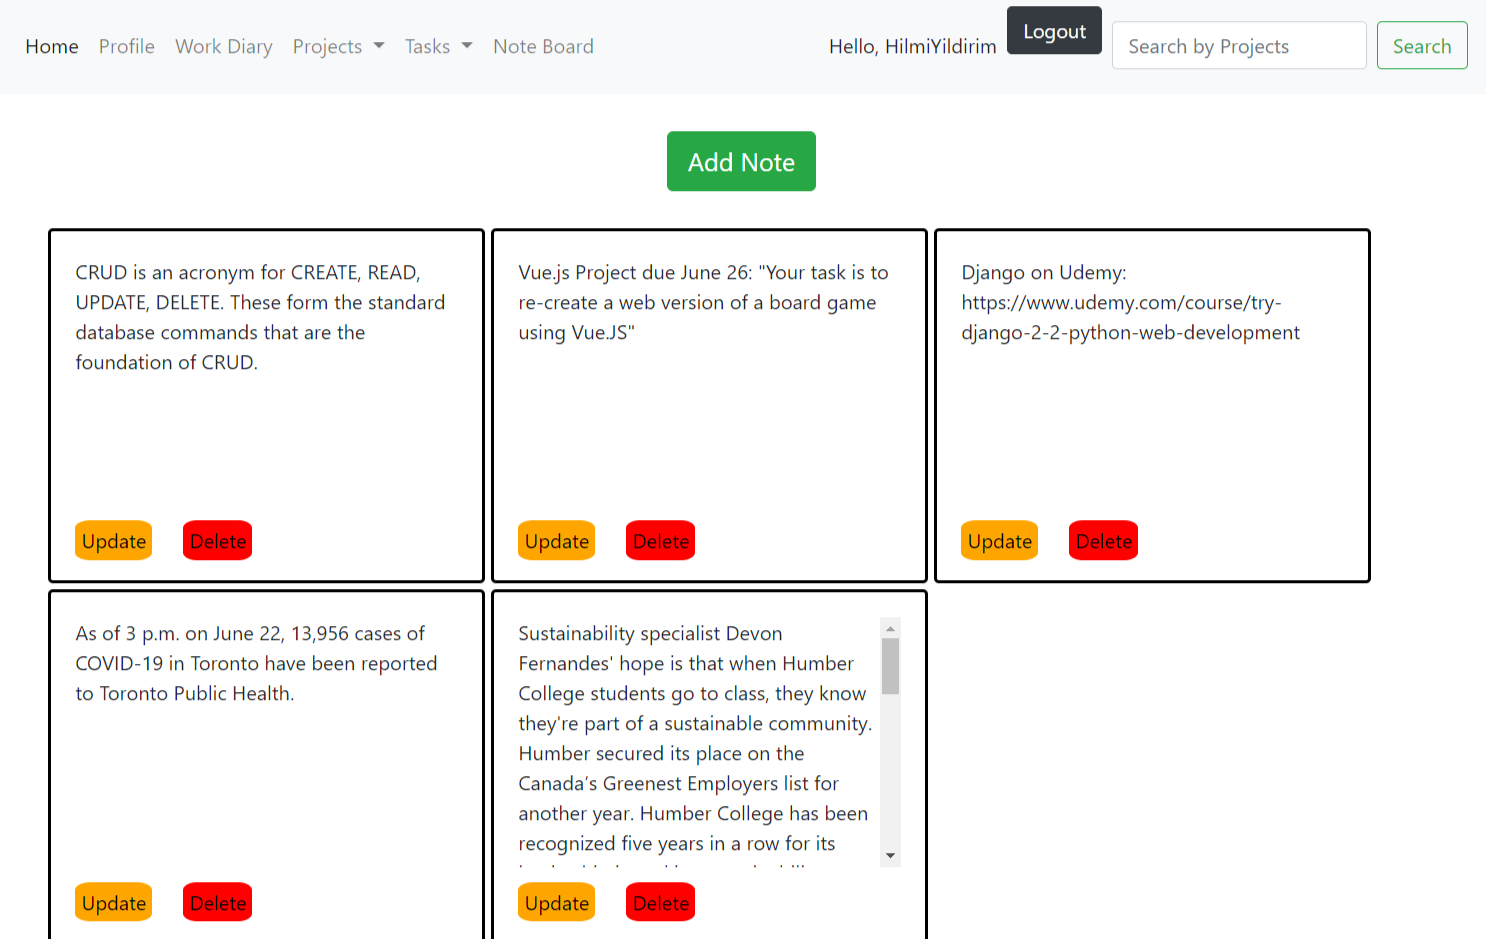 Home Profile Work Diary Projects Tasks Note Board Hello, HilmiYildirim Logout Search by Projects Search
Add Note
CRUD is an acronym for CREATE, READ,
UPDATE, DELETE. These form the standard
database commands that are the
foundation of CRUD.
Update Delete
Vue.js Project due June 26: "Your task is to
re-create a web version of a board game
using Vue.JS"
Update Delete
Django on Udemy:
https://www.udemy.com/course/try-
django-2-2-python-web-development
Update Delete
As of 3 p.m. on June 22, 13,956 cases of
COVID-19 in Toronto have been reported
to Toronto Public Health.
Update Delete
Sustainability specialist Devon
Fernandes' hope is that when Humber
College students go to class, they know
they're part of a sustainable community.
Humber secured its place on the
Canada’s Greenest Employers list for
another year. Humber College has been
recognized five years in a row for its
Update Delete